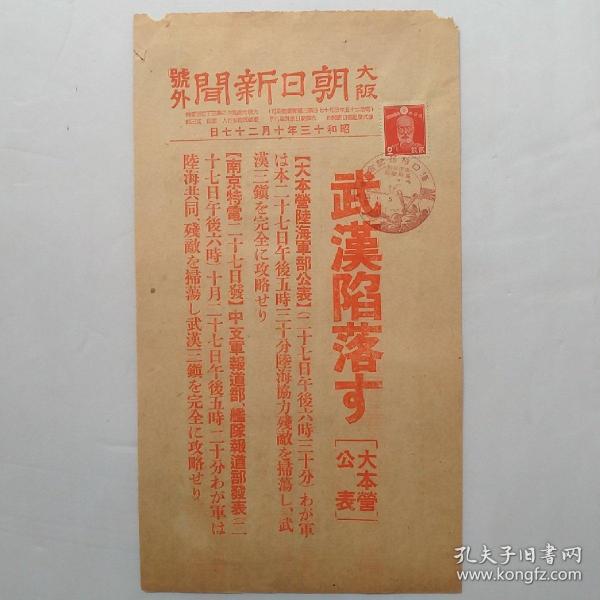 大阪
朝日新聞
號外
昭和十三年十月二十七日
武漢陥落す
[大本營公表]
【大本營陸海軍部公表】(二十七日午後六時三十分)わが軍
は本二十七日午後五時三十分陸海協力殘敵を掃蕩し、武
漢三鎭を完全に攻略せり
【南京特電二十七日發】中支軍報道部、艦隊報道部發表(二
十七日午後六時)十月二十七日午後五時三十分わが軍は
陸海共同、殘敵を掃蕩し武漢三鎭を完全に攻略せり
孔夫子旧书网
www.kongfz.com